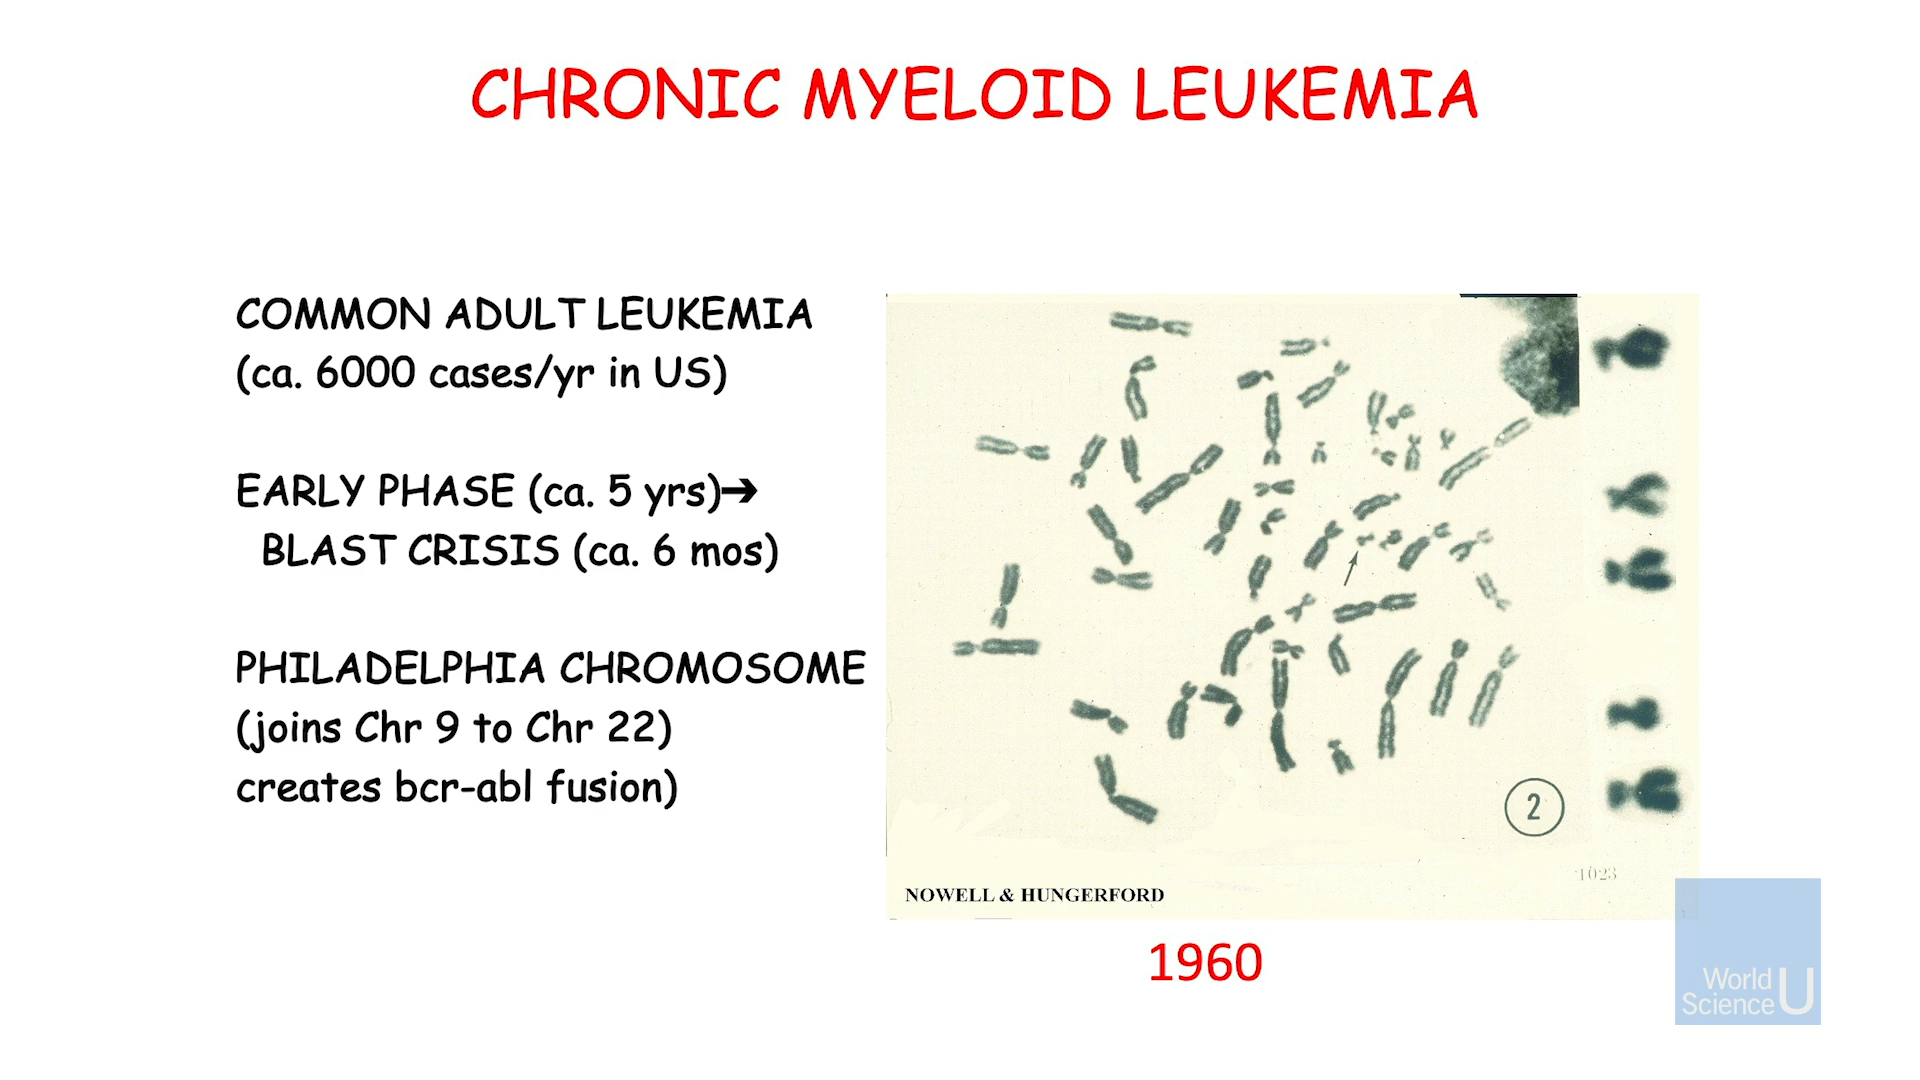 CHRONIC MYELOID LEUKEMIA
COMMON ADULT LEUKEMIA
(ca. 6000 cases/yr in US)
EARLY PHASE (ca. 5 yrs)➔
BLAST CRISIS (ca. 6 mos)
PHILADELPHIA CHROMOSOME
(joins Chr 9 to Chr 22)
creates bcr-abl fusion)
2
1023
NOWELL & HUNGERFORD
1960
World
Science U